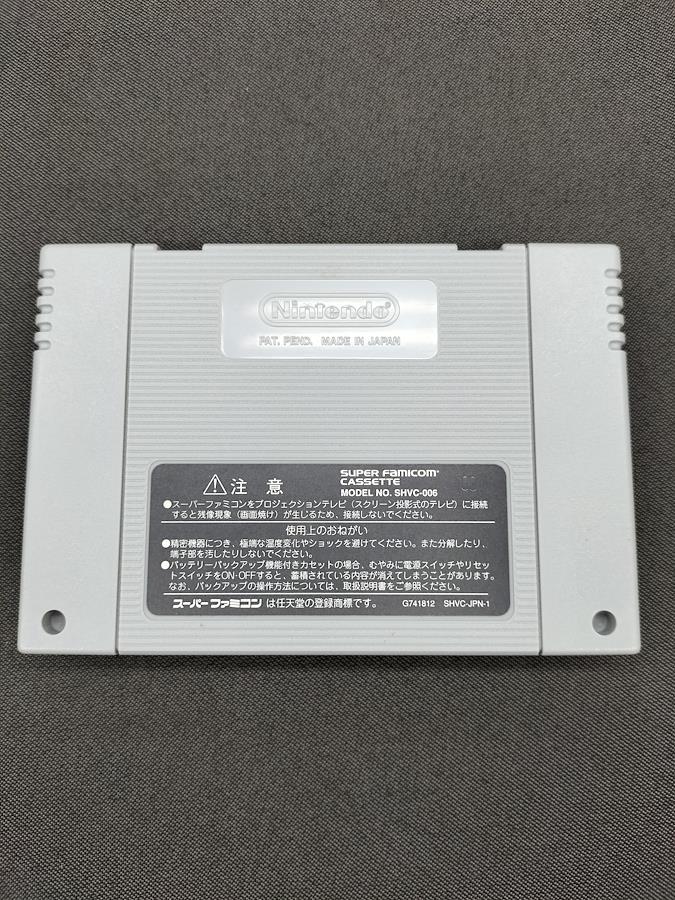 Nintendo®
PAT. PEND. MADE IN JAPAN
⚠注意
SUPER FAMICOM®
CASSETTE
MODEL NO. SHVC-006
●スーパーファミコンをプロジェクションテレビ（スクリーン投影式のテレビ）に接続
すると残像現象（画面焼け）が生じるため、接続しないでください。
使用上のおねがい
●精密機器につき、極端な温度変化やショックを避けてください。また分解したり、
端子部を汚したりしないでください。
●バッテリーバックアップ機能付きカセットの場合、むやみに電源スイッチやリセッ
トスイッチをON・OFFすると、蓄積されている内容が消えてしまうことがあります。
なお、バックアップの操作方法については、取扱説明書をご参照ください。
スーパーファミコンは任天堂の登録商標です。 G741812 SHVC-JPN-1